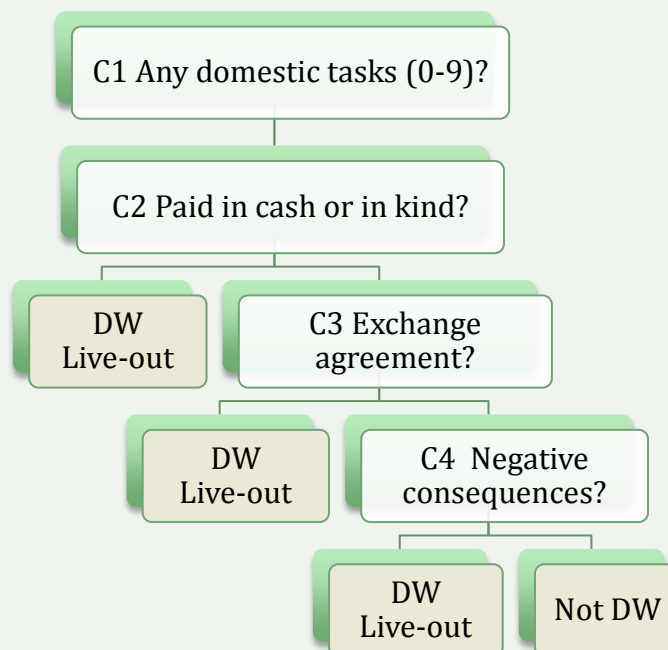 C1 Any domestic tasks (0-9)?
C2 Paid in cash or in kind?
DW
Live-out
C3 Exchange
agreement?
DW
Live-out
C4 Negative
consequences?
DW
Live-out
Not DW